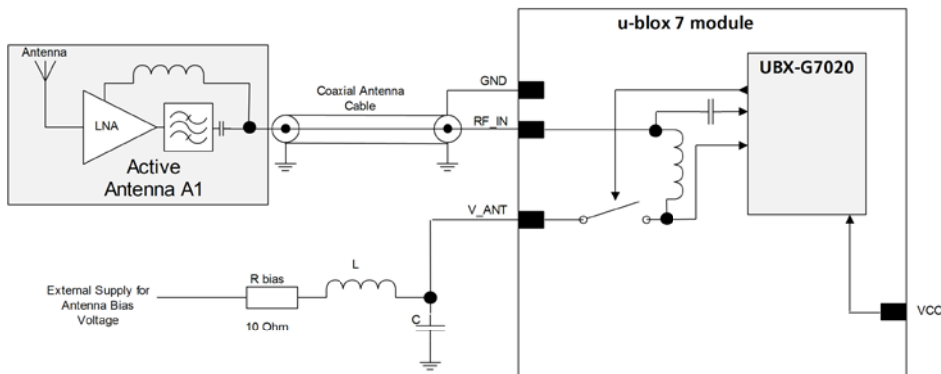 u-blox 7 module
Antenna
LNA
Active
Antenna A1
Coaxial Antenna
Cable
GND
RF_IN
UBX-G7020
V_ANT
External Supply for
Antenna Bias
Voltage
R bias
10 Ohm
L
C
VCC